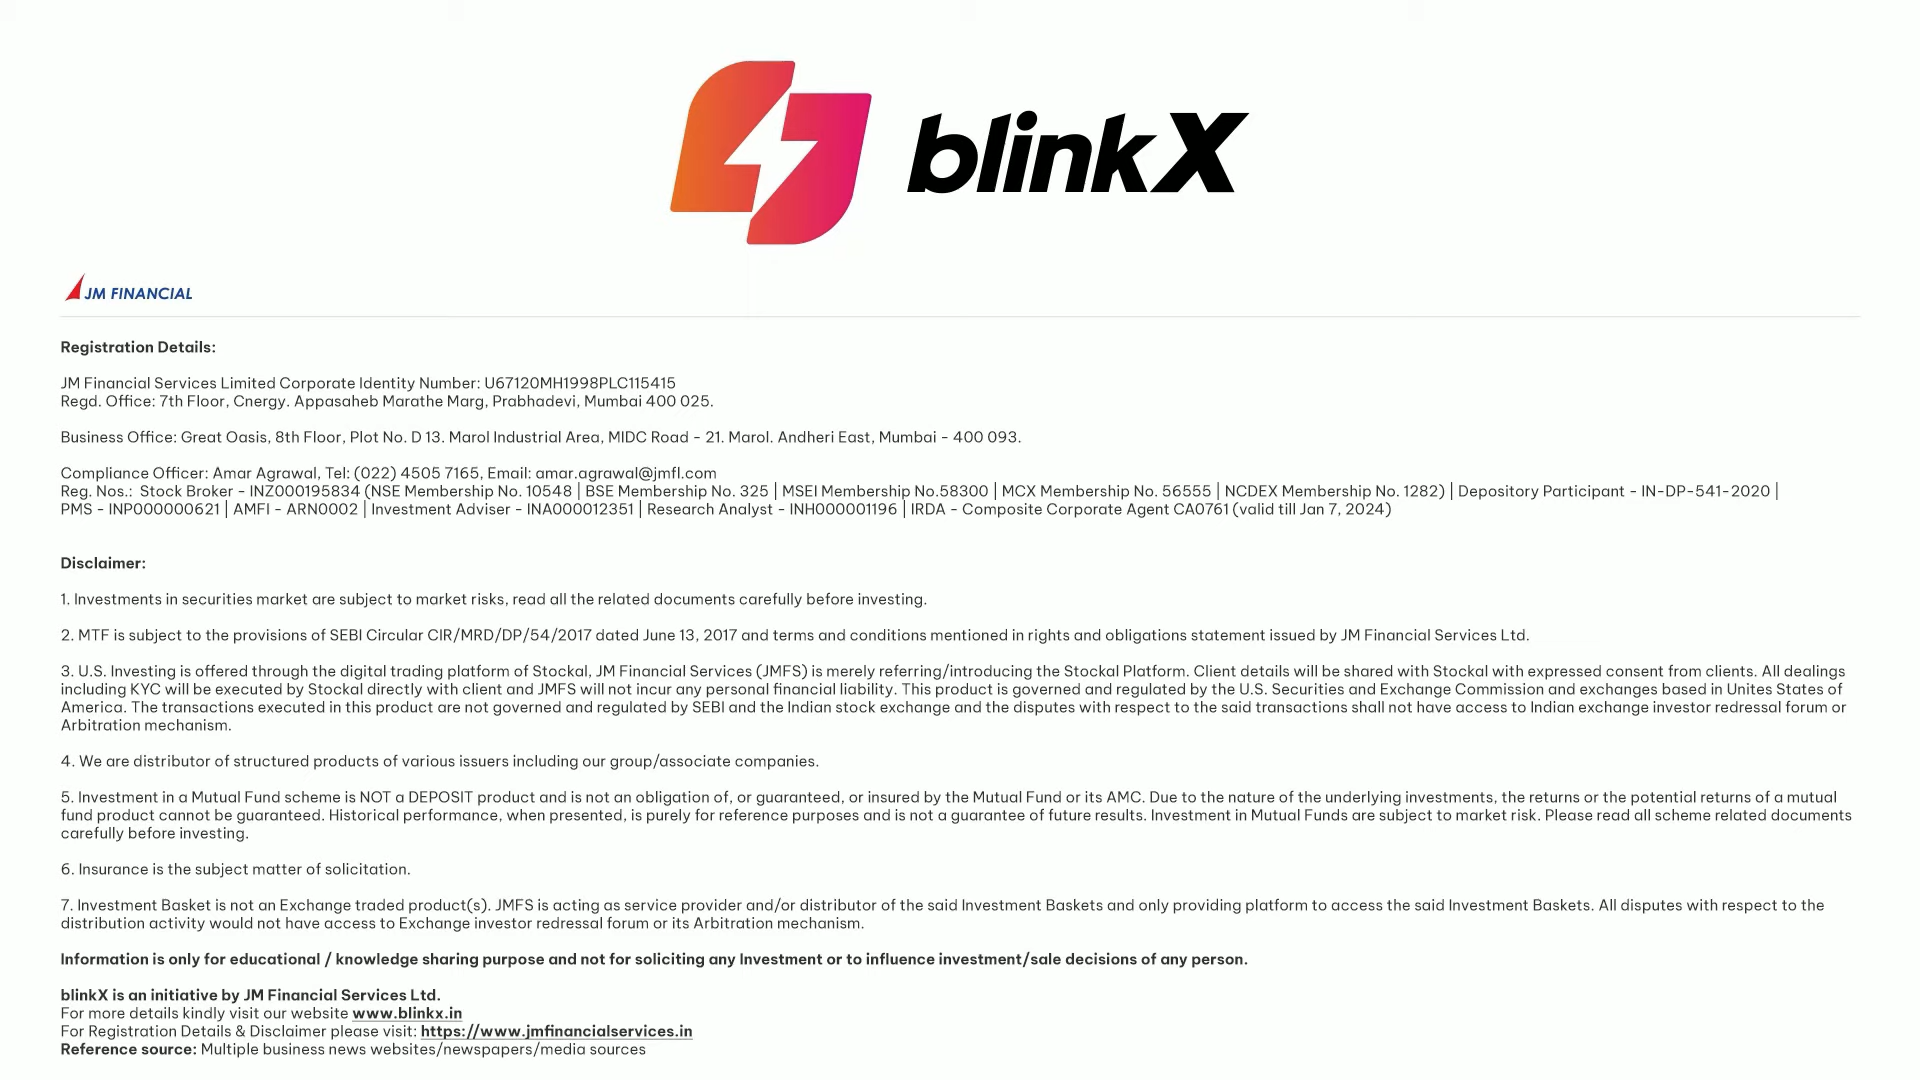 blinkX
JM FINANCIAL
Registration Details:
JM Financial Services Limited Corporate Identity Number: U67120MH1998PLC115415
Regd. Office: 7th Floor, Cnergy. Appasaheb Marathe Marg, Prabhadevi, Mumbai 400 025.
Business Office: Great Oasis, 8th Floor, Plot No. D 13. Marol Industrial Area, MIDC Road - 21. Marol. Andheri East, Mumbai - 400 093.
Compliance Officer: Amar Agrawal, Tel: (022) 4505 7165, Email: amar.agrawal@jmfl.com
Reg. Nos.: Stock Broker - INZ000195834 (NSE Membership No. 10548 | BSE Membership No. 325 | MSEI Membership No.58300 | MCX Membership No. 56555 | NCDEX Membership No. 1282) | Depository Participant - IN-DP-541-2020 |
PMS - INP000000621 | AMFI - ARN0002 | Investment Adviser - INA000012351 | Research Analyst - INH000001196 | IRDA - Composite Corporate Agent CA0761 (valid till Jan 7, 2024)
Disclaimer:
1. Investments in securities market are subject to market risks, read all the related documents carefully before investing.
2. MTF is subject to the provisions of SEBI Circular CIR/MRD/DP/54/2017 dated June 13, 2017 and terms and conditions mentioned in rights and obligations statement issued by JM Financial Services Ltd.
3. U.S. Investing is offered through the digital trading platform of Stockal, JM Financial Services (JMFS) is merely referring/introducing the Stockal Platform. Client details will be shared with Stockal with expressed consent from clients. All dealings
including KYC will be executed by Stockal directly with client and JMFS will not incur any personal financial liability. This product is governed and regulated by the U.S. Securities and Exchange Commission and exchanges based in Unites States of
America. The transactions executed in this product are not governed and regulated by SEBI and the Indian stock exchange and the disputes with respect to the said transactions shall not have access to Indian exchange investor redressal forum or
Arbitration mechanism.
4. We are distributor of structured products of various issuers including our group/associate companies.
5. Investment in a Mutual Fund scheme is NOT a DEPOSIT product and is not an obligation of, or guaranteed, or insured by the Mutual Fund or its AMC. Due to the nature of the underlying investments, the returns or the potential returns of a mutual
fund product cannot be guaranteed. Historical performance, when presented, is purely for reference purposes and is not a guarantee of future results. Investment in Mutual Funds are subject to market risk. Please read all scheme related documents
carefully before investing.
6. Insurance is the subject matter of solicitation.
7. Investment Basket is not an Exchange traded product(s). JMFS is acting as service provider and/or distributor of the said Investment Baskets and only providing platform to access the said Investment Baskets. All disputes with respect to the
distribution activity would not have access to Exchange investor redressal forum or its Arbitration mechanism.
Information is only for educational / knowledge sharing purpose and not for soliciting any Investment or to influence investment/sale decisions of any person.
blinkX is an initiative by JM Financial Services Ltd.
For more details kindly visit our website www.blinkx.in
For Registration Details & Disclaimer please visit: https://www.jmfinancialservices.in
Reference source: Multiple business news websites/newspapers/media sources